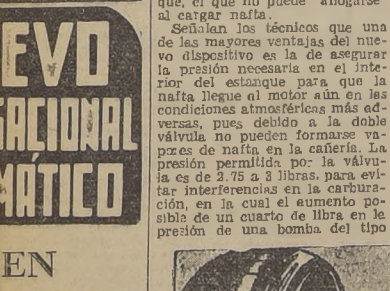 EVO
SACIONAL
MÁTICO
EN
que, el que no puede ahogarse
al cargar nafta.
Señalan los técnicos que una
de las mayores ventajas del nue-
vo dispositivo es la de asegurar
la presión necesaria en el inte-
rior del estanque para que la
nafta llegue al motor aún en las
condiciones atmosféricas más ad-
versas, pues debido a la doble
válvula no pueden formarse va-
pores de nafta en la cañería. La
presión permitida por la válvu-
la es de 2.75 a 3 libras. para evi-
tar interferencias en la carbura-
ción, en la cual el aumento po-
sible de un cuarto de libra en la
presión de una bomba del tipo